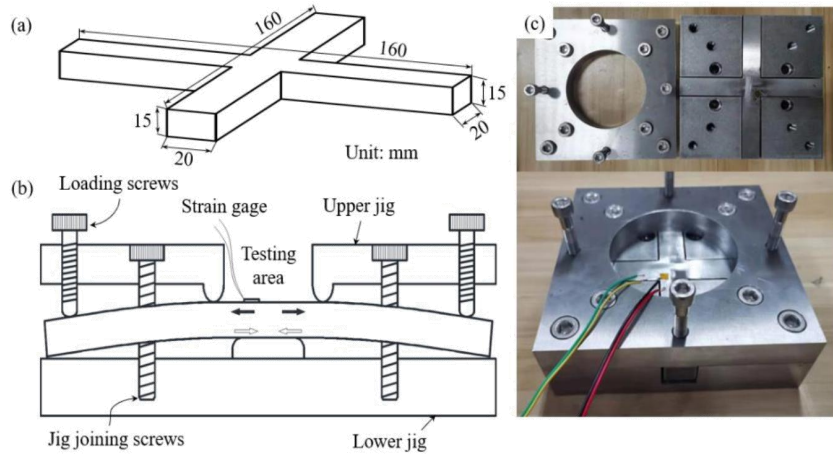 (a)
160
160
15
20
15
20
Unit: mm
(b)
Loading screws
Strain gage
Testing
area
Upper jig
Jig joining screws
Lower jig
(c)